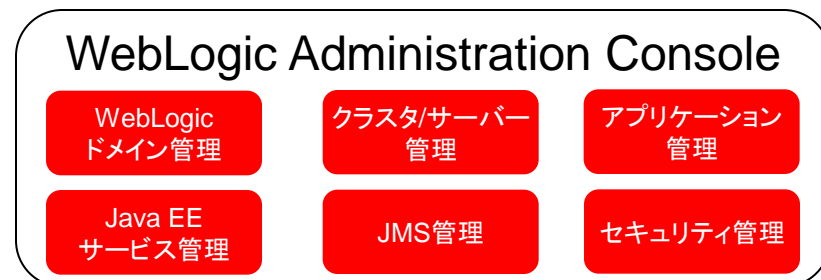 WebLogic Administration Console
WebLogic
ドメイン管理
クラスタ/サーバー
管理
アプリケーション
管理
Java EE
サービス管理
JMS管理
セキュリティ管理